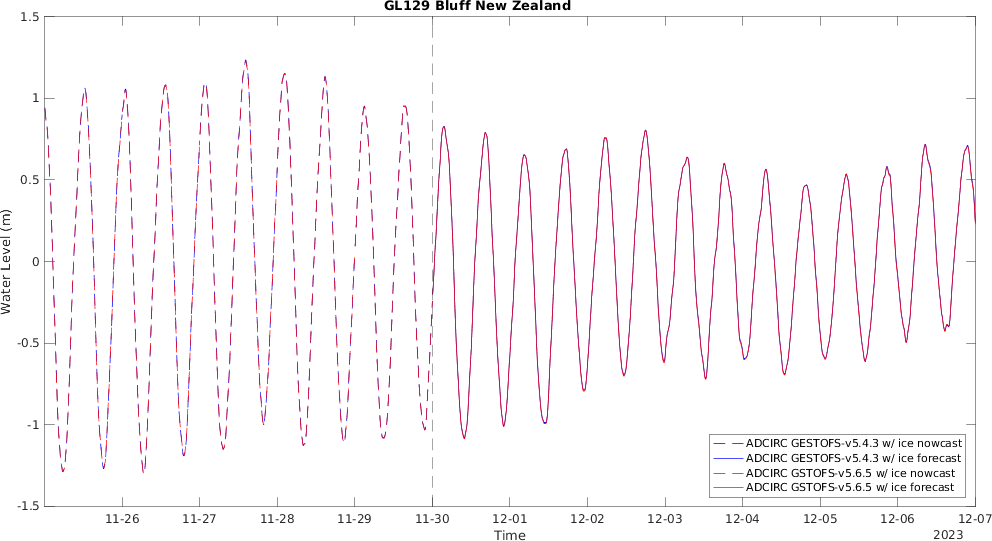 GL129 Bluff New Zealand
1.5
1
0.5
0
-0.5
-1
-1.5
Water Level (m)
11-26
11-27
11-28
11-29
11-30
12-01
12-02
12-03
12-04
12-05
12-06
12-07
Time
2023
ADCIRC GESTOFS-v5.4.3 w/ ice nowcast
ADCIRC GESTOFS-v5.4.3 w/ ice forecast
ADCIRC GSTOFS-v5.6.5 w/ ice nowcast
ADCIRC GSTOFS-v5.6.5 w/ ice forecast